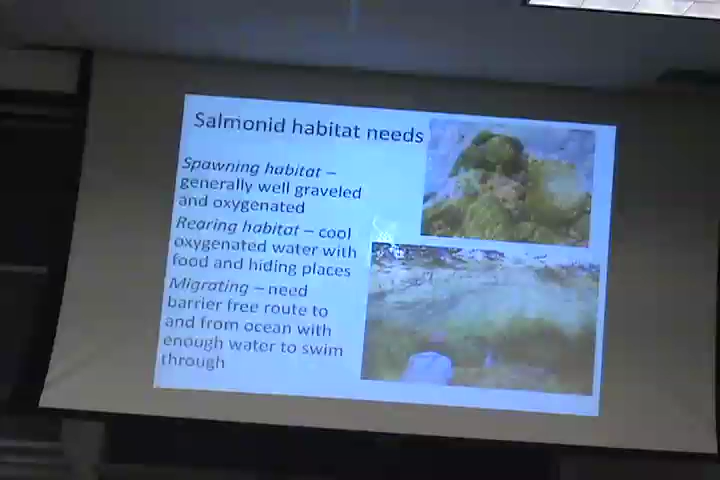 Salmonid habitat needs
Spawning habitat –
generally well graveled
and oxygenated
Rearing habitat – cool
oxygenated water with
food and hiding places
Migrating – need
barrier free route to
and from ocean with
enough water to swim
through